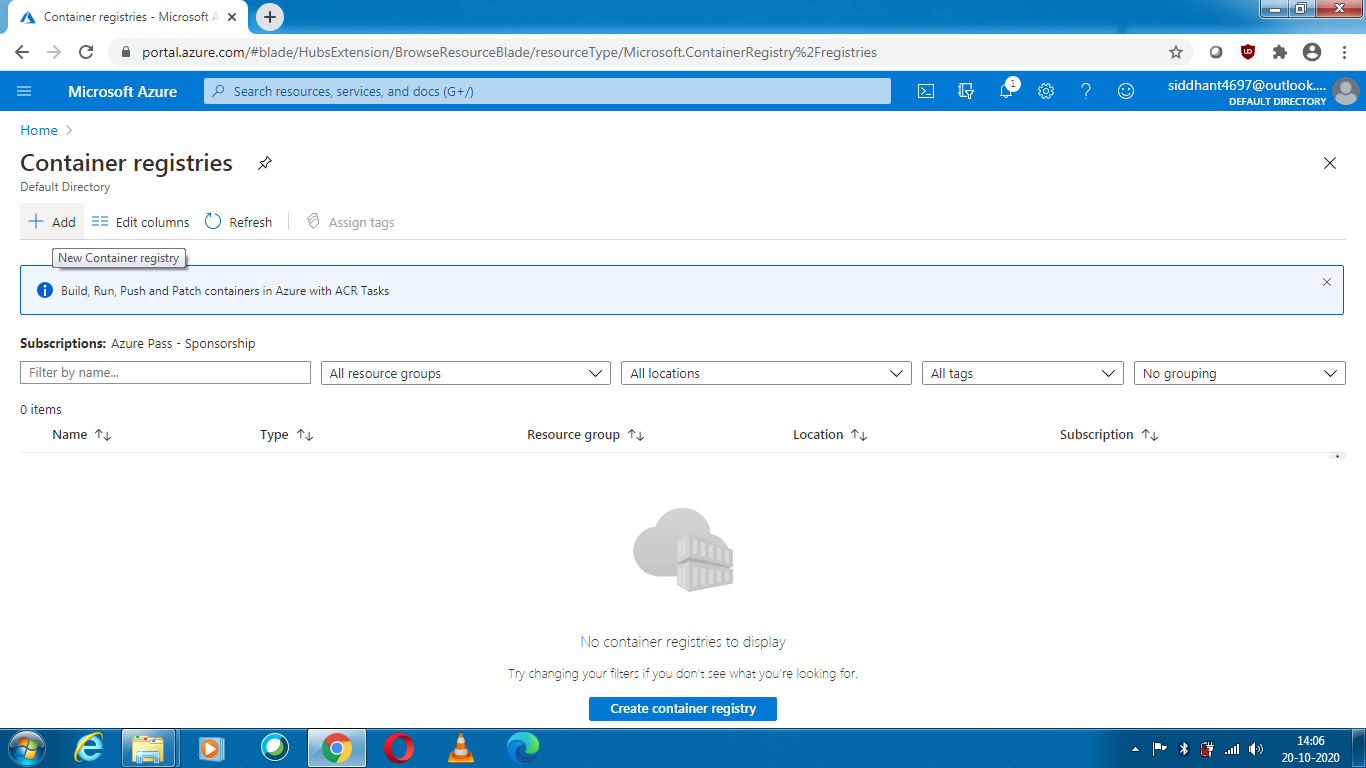 Container registries - Microsoft A
portal.azure.com/#blade/HubsExtension/BrowseResourceBlade/resourceType/Microsoft.ContainerRegistry%2Fregistries
Microsoft Azure
Search resources, services, and docs (G+/)
1
siddhant4697@outlook....
DEFAULT DIRECTORY
Home
Container registries
Default Directory
Add Edit columns Refresh Assign tags
New Container registry
Build, Run, Push and Patch containers in Azure with ACR Tasks
Subscriptions: Azure Pass - Sponsorship
Filter by name... All resource groups All locations All tags No grouping
0 items
Name Type Resource group Location Subscription
No container registries to display
Try changing your filters if you don't see what you're looking for.
Create container registry
14:06
20-10-2020